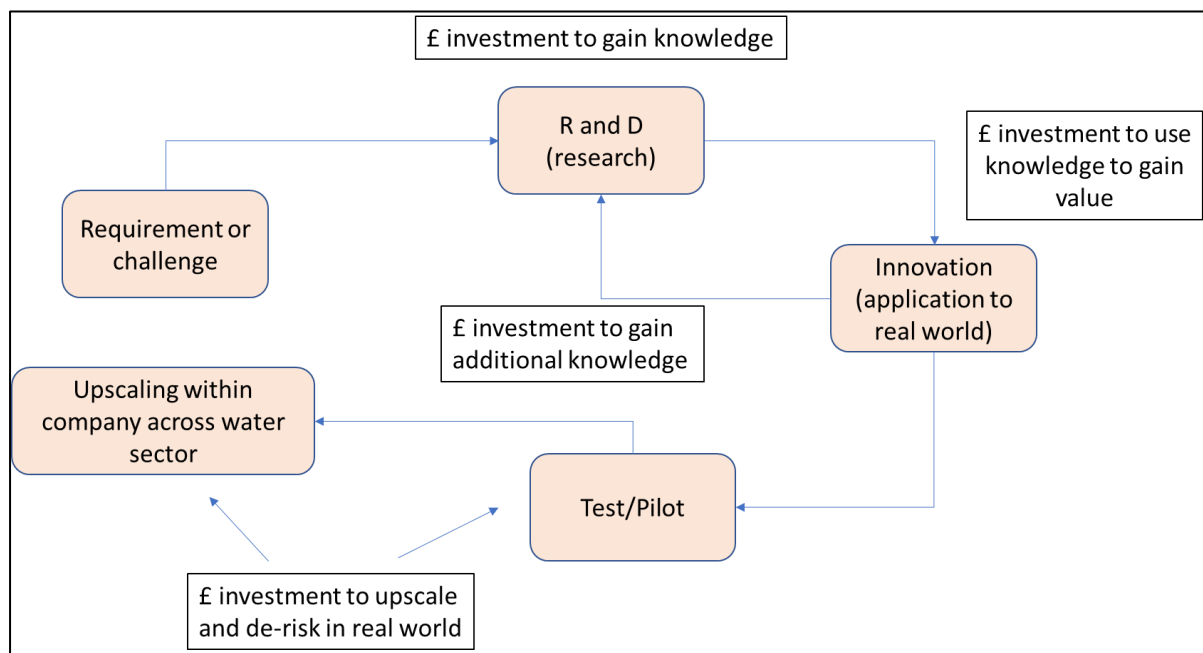 £ investment to gain knowledge
R and D
(research)
£ investment to use
knowledge to gain
value
Requirement or
challenge
Innovation
(application to
real world)
£ investment to gain
additional knowledge
Upscaling within
company across water
sector
Test/Pilot
£ investment to upscale
and de-risk in real world